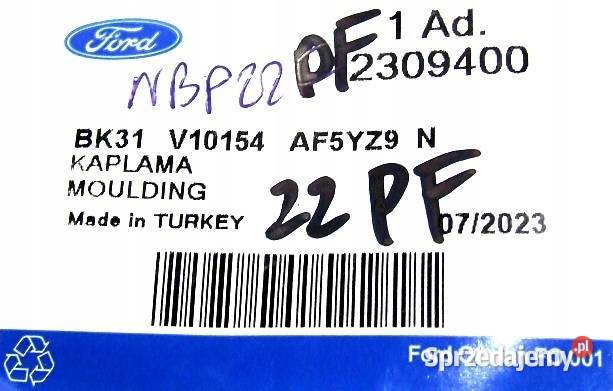 Ford
1 Ad.
NBP22 PF 2309400
BK31 V10154 AF5YZ9 N
KAPLAMA
MOULDING
Made in TURKEY
22 PF
07/2023
Sprzedajemy.pl
001